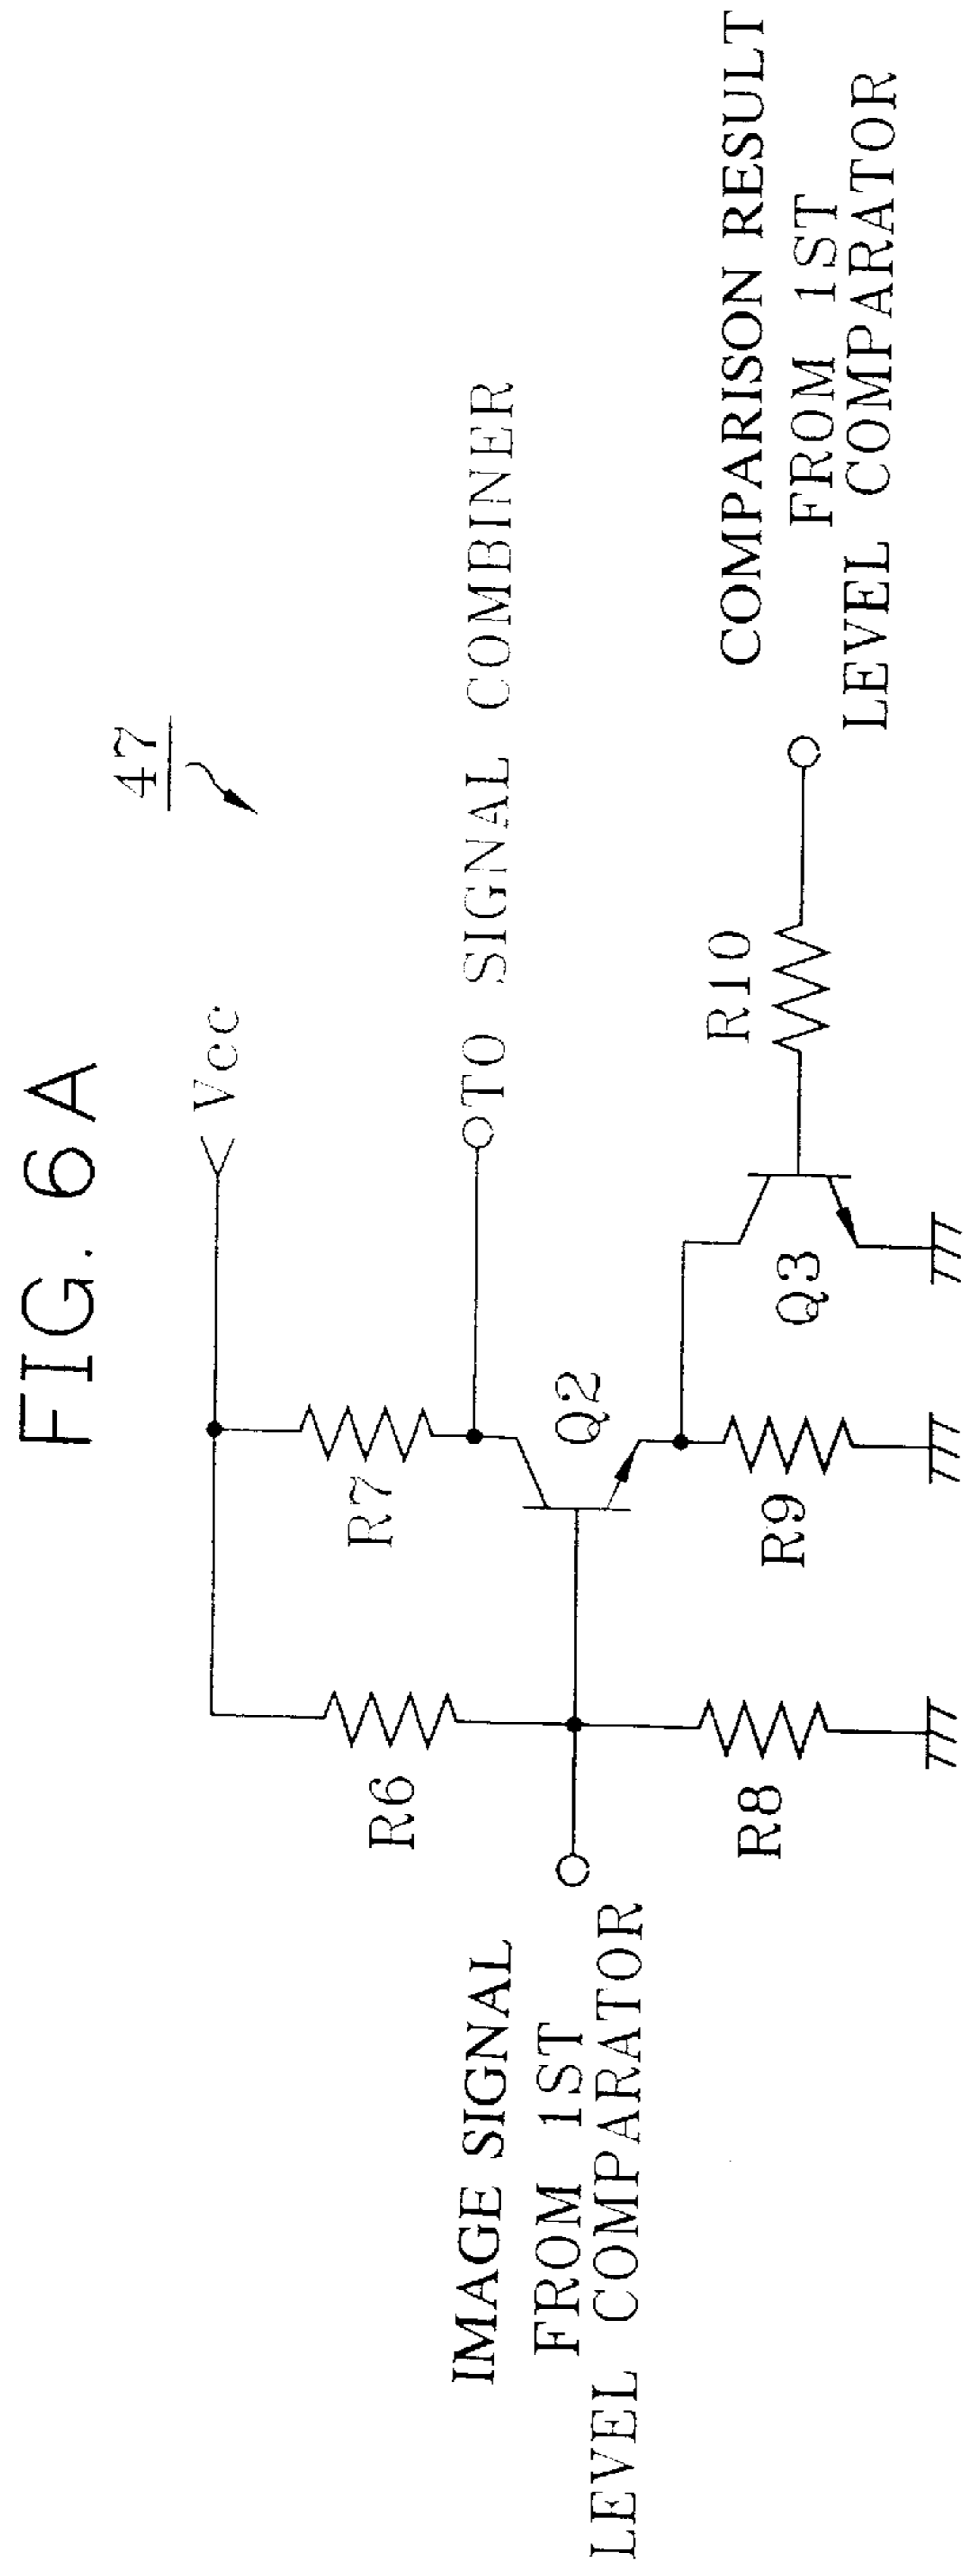 FIG. 6A
47
Vcc
R7
R6
TO SIGNAL COMBINER
IMAGE SIGNAL
FROM 1ST
LEVEL COMPARATOR
Q2
R8
R9
Q3
R10
COMPARISON RESULT
FROM 1ST
LEVEL COMPARATOR